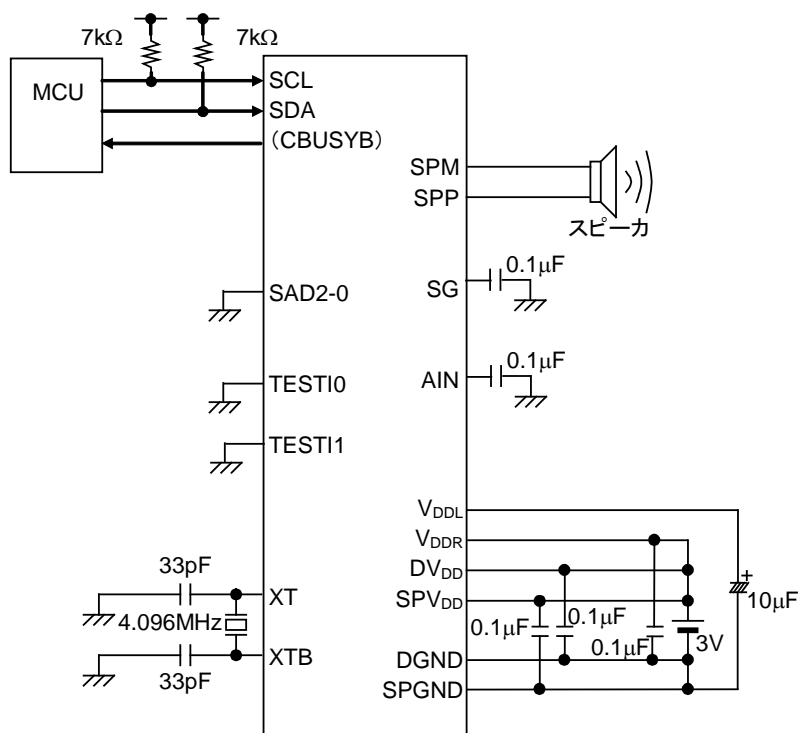 7kΩ
7kΩ
MCU
SCL
SDA
(CBUSYB)
SPM
SPP
スピーカ
SG
0.1μF
SAD2-0
AIN
0.1μF
TESTI0
TESTI1
VDDL
VDDR
DVDD
SPVDD
33pF
XT
4.096MHz
XTB
33pF
0.1μF
0.1μF
0.1μF
3V
+
10μF
DGND
SPGND